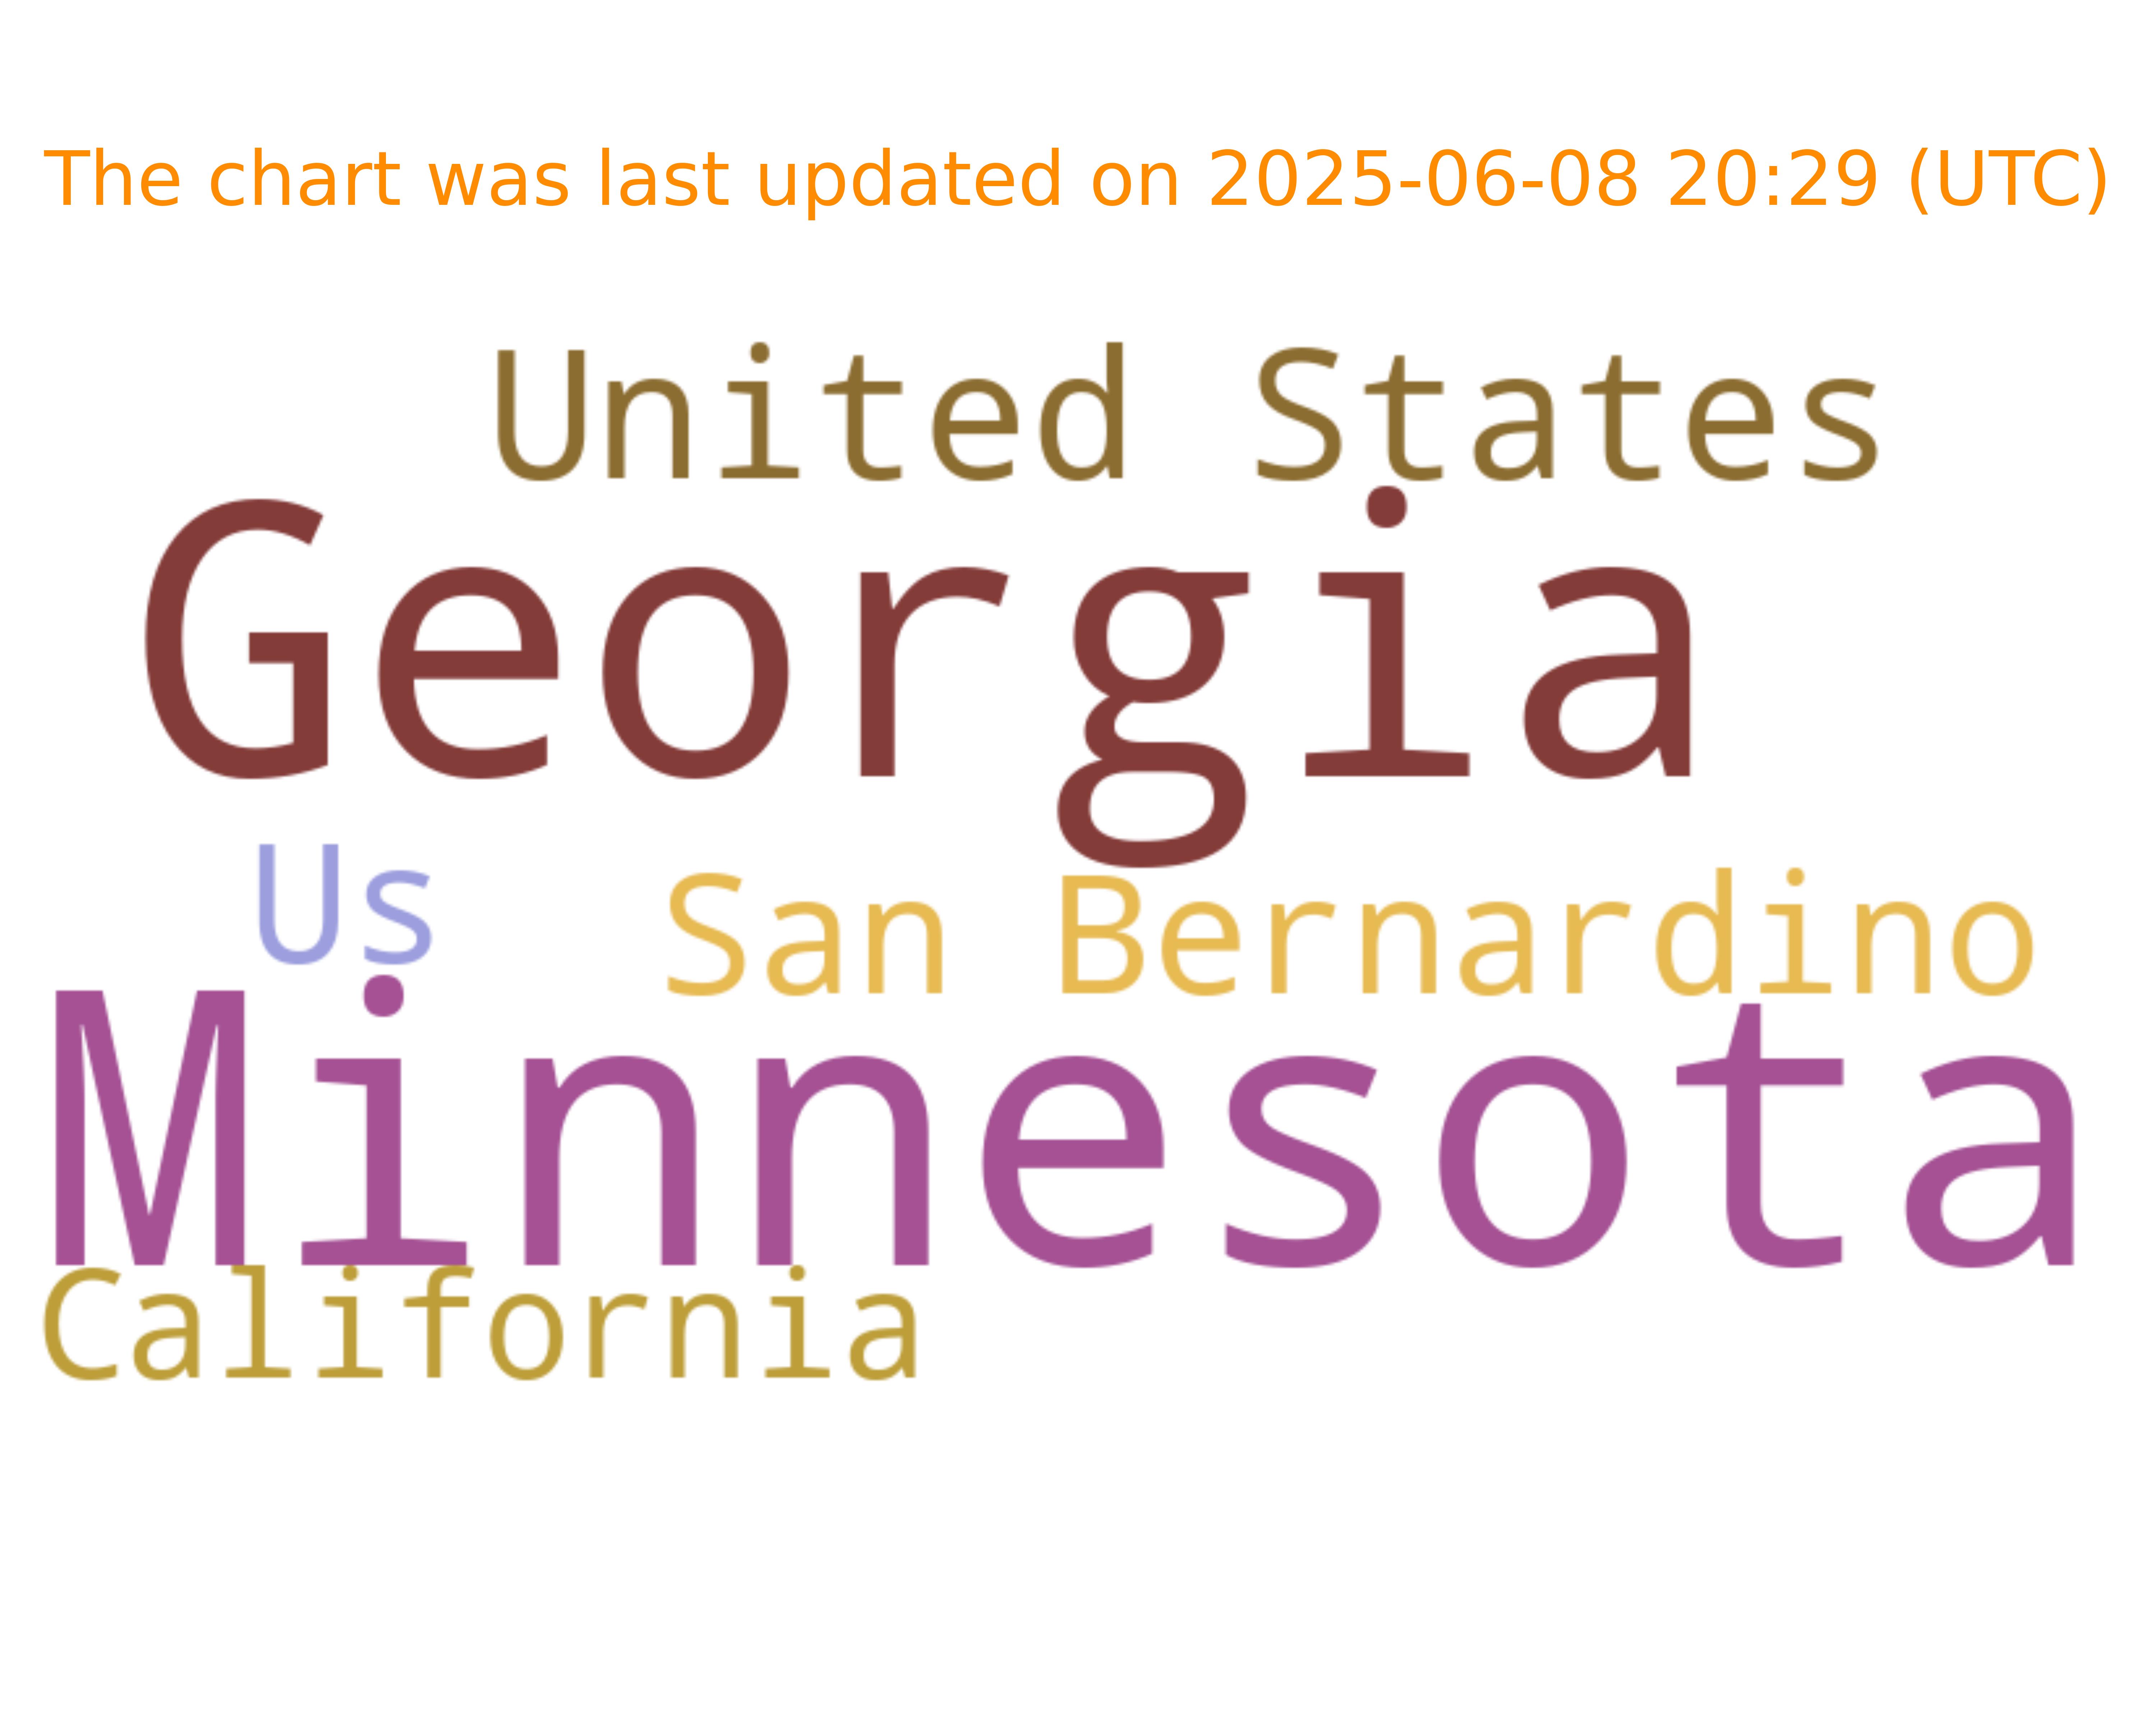 The chart was last updated on 2025-06-08 20:29 (UTC)
United States
Georgia
Us
San Bernardino
Minnesota
California